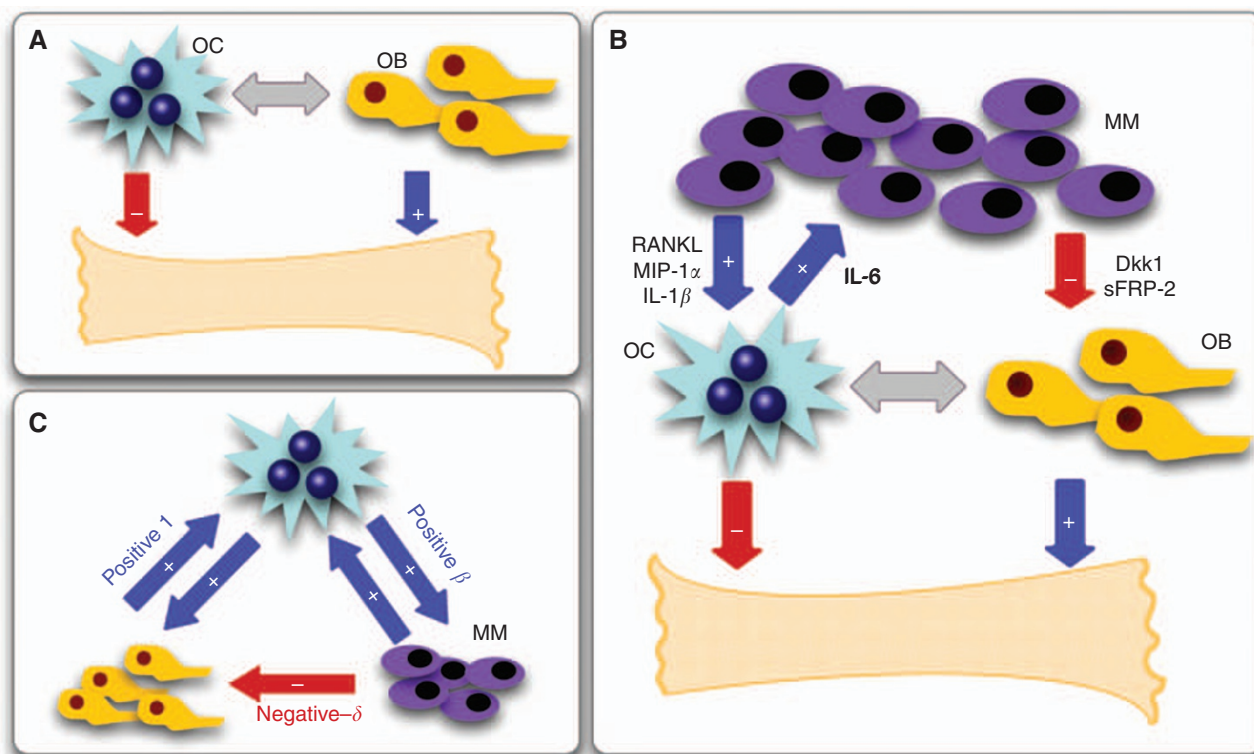 A
OC
OB
–
+
B
MM
RANKL
MIP-1α
IL-1β
+
+
IL-6
–
Dkk1
sFRP-2
OC
OB
–
+
C
Positive 1
+
+
Positive β
+
+
MM
–
Negative–δ